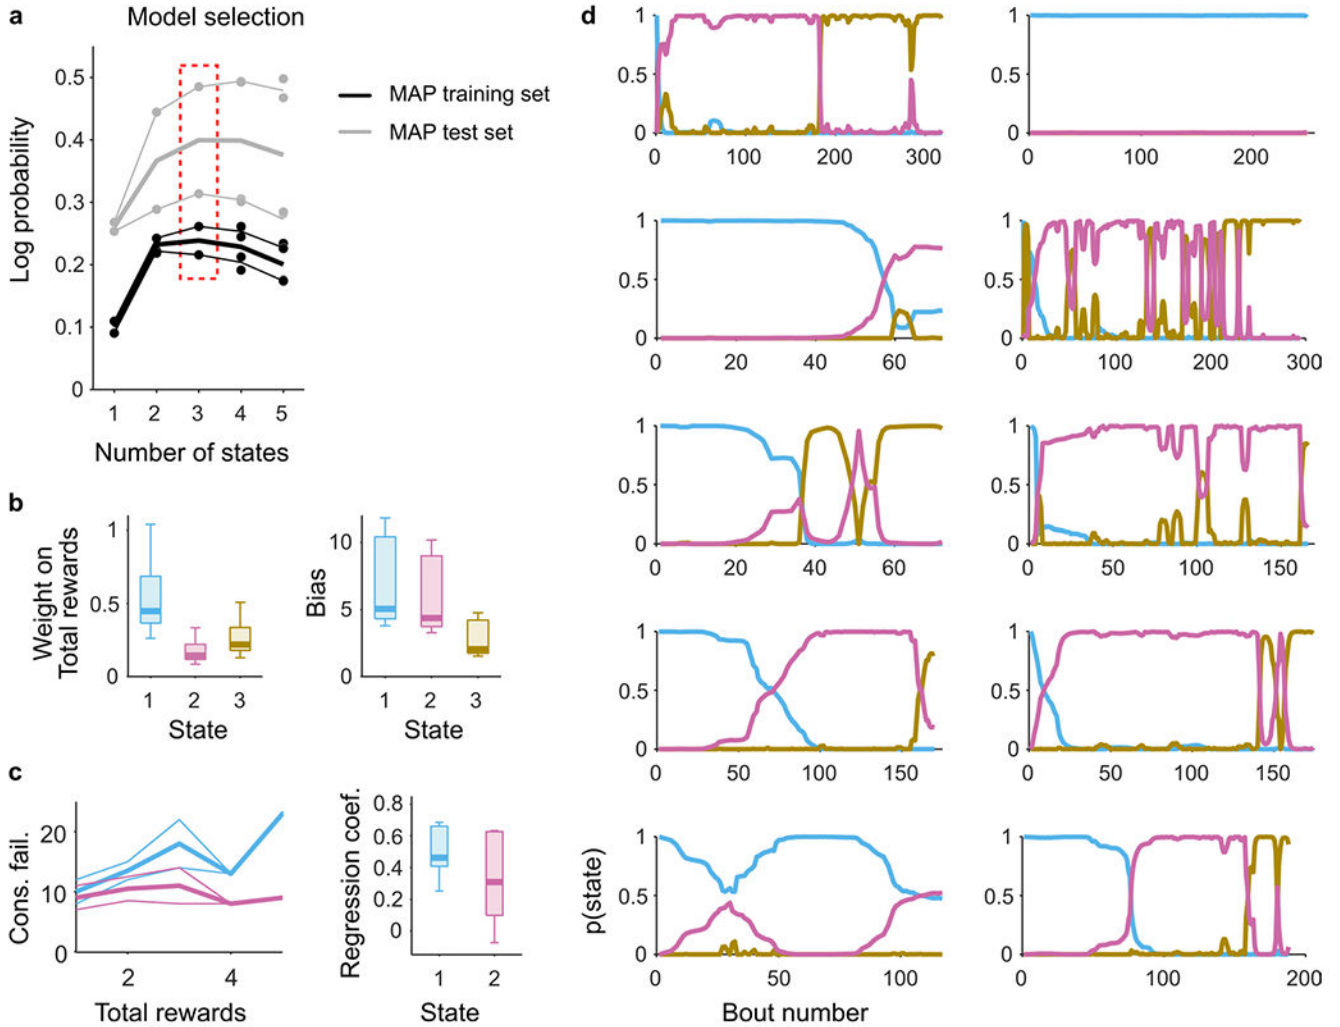 a
Model selection
Log probability
0.5
0.4
0.3
0.2
0.1
0
1 2 3 4 5
Number of states
MAP training set
MAP test set
b
Weight on
Total rewards
1
0.5
0
1 2 3
State
Bias
10
5
0
1 2 3
State
c
Cons. fail.
20
10
0
2 4
Total rewards
Regression coef.
0.8
0.6
0.4
0.2
0
1 2
State
d
1
0.5
0
0 100 200 300
1
0.5
0
0 100 200
1
0.5
0
0 20 40 60
1
0.5
0
0 100 200 300
1
0.5
0
0 20 40 60
1
0.5
0
0 50 100 150
1
0.5
0
0 50 100 150
1
0.5
0
0 50 100 150
p(state)
1
0.5
0
0 50 100
1
0.5
0
0 100 200
Bout number